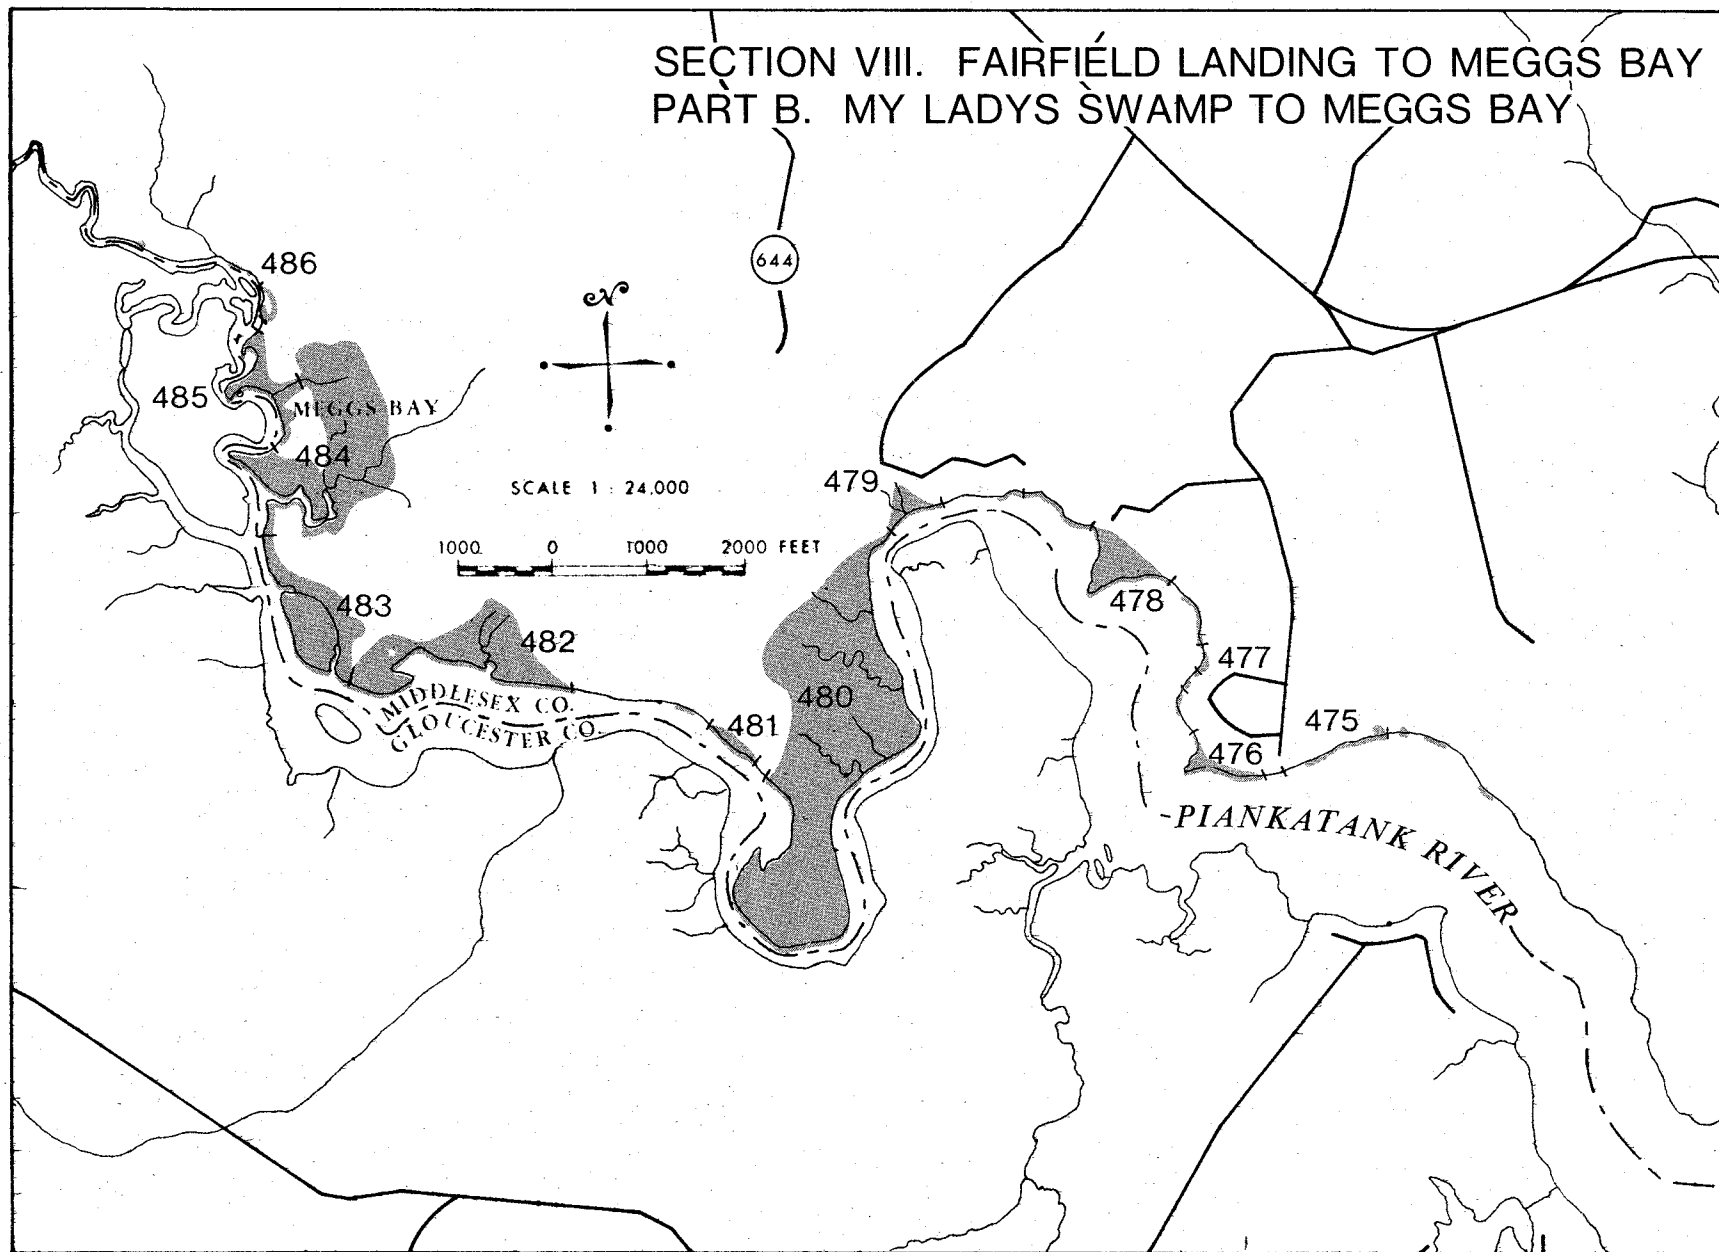 SECTION VIII. FAIRFIELD LANDING TO MEGGS BAY
PART B. MY LADYS SWAMP TO MEGGS BAY
486
644
N
485
MEGGS BAY
484
479
SCALE 1 : 24,000
1000 0 1000 2000 FEET
483
478
482
477
480
MIDDLESEX CO.
GLOUCESTER CO.
481
475
476
PIANKATANK RIVER